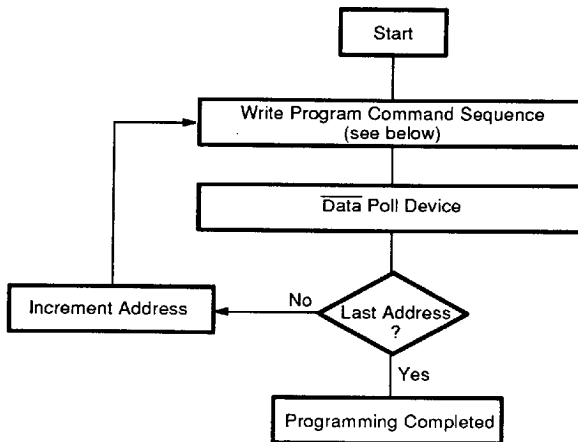 Start
Write Program Command Sequence
(see below)
Data Poll Device
No
Last Address
?
Increment Address
Yes
Programming Completed